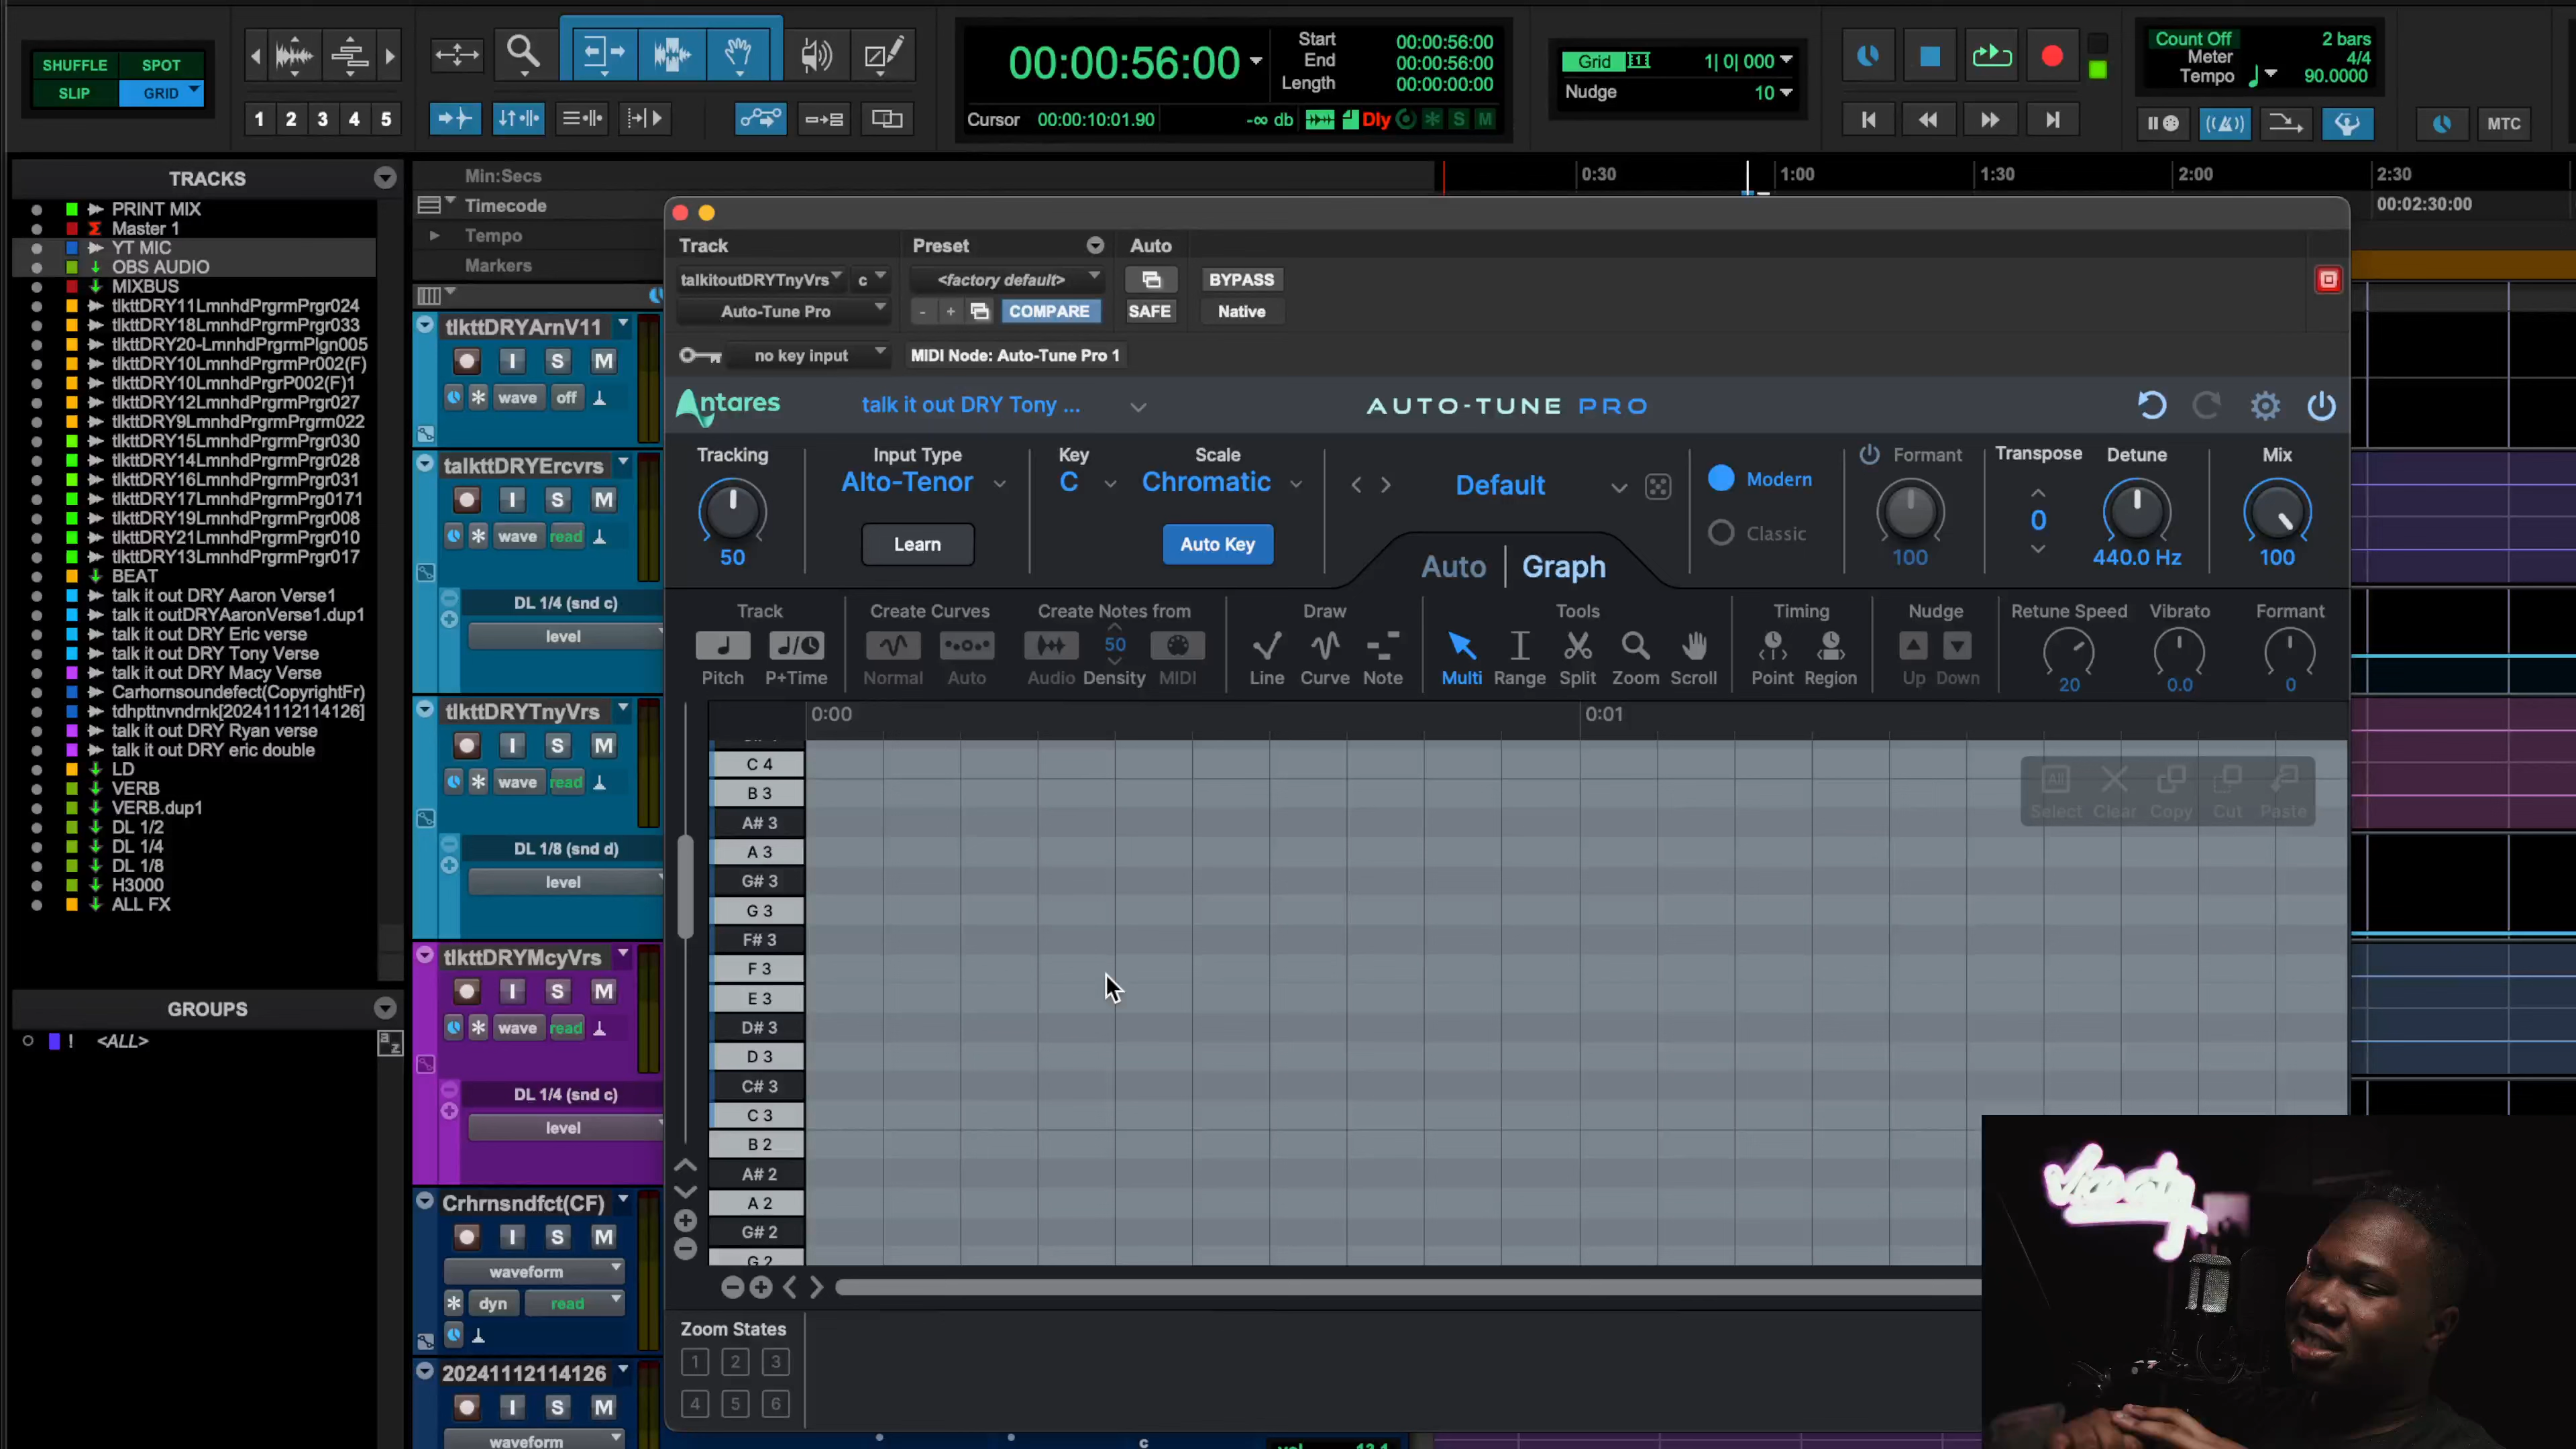 SHUFFLE SPOT
SLIP GRID
1 2 3 4 5
00:00:56:00
Start 00:00:56:00
End 00:00:56:00
Length 00:00:00:00
Cursor 00:00:10:01.90 -∞ db Dly S M
Grid 1| 0| 000
Nudge 10
Count Off 2 bars
Meter 4/4
Tempo 90.0000
MTC
TRACKS
PRINT MIX
Master 1
YT MIC
OBS AUDIO
MIXBUS
tlkttDRY11LmnhdPrgrmPrgr024
tlkttDRY18LmnhdPrgrmPrgr033
tlkttDRY20-LmnhdPrgrmPlgn005
tlkttDRY10LmnhdPrgrmPr002(F)
tlkttDRY10LmnhdPrgrP002(F)1
tlkttDRY12LmnhdPrgrm027
tlkttDRY9LmnhdPrgrPrgrm022
tlkttDRY15LmnhdPrgrmPrgr030
tlkttDRY14LmnhdPrgrmPrgr028
tlkttDRY16LmnhdPrgrmPrgr031
tlkttDRY17LmnhdPrgrmPrg0171
tlkttDRY19LmnhdPrgrmPrgr008
tlkttDRY21LmnhdPrgrmPrgr010
tlkttDRY13LmnhdPrgrmPrgr017
BEAT
talk it out DRY Aaron Verse1
talk it outDRYAaronVerse1.dup1
talk it out DRY Eric verse
talk it out DRY Tony Verse
talk it out DRY Macy Verse
Carhornsoundefect(CopyrightFr)
tdhpttnvndrnk[20241112114126]
talk it out DRY Ryan verse
talk it out DRY eric double
LD
VERB
VERB.dup1
DL 1/2
DL 1/4
DL 1/8
H3000
ALL FX
GROUPS
! <ALL>
a z
Min:Secs 0:30 1:00 1:30 2:00 2:30
Timecode 00:02:30:00
Tempo
Markers
tlkttDRYArnV11
I S M
wave off
talkttDRYErcvrs
I S M
wave read
DL 1/4 (snd c)
level
tlkttDRYTnyVrs
I S M
wave read
DL 1/8 (snd d)
level
tlkttDRYMcyVrs
I S M
wave read
DL 1/4 (snd c)
level
Crhrnsndfct(CF)
I S M
waveform
dyn read
20241112114126
I S M
waveform
Track Preset Auto
talkitoutDRYTnyVrs c <factory default> BYPASS
Auto-Tune Pro - + COMPARE SAFE Native
no key input MIDI Node: Auto-Tune Pro 1
Antares talk it out DRY Tony ... AUTO-TUNE PRO
Tracking Input Type Key Scale Formant Transpose Detune Mix
Alto-Tenor C Chromatic Default Modern
Learn Auto Key Classic
50 0 100 440.0 Hz 100
Auto | Graph
Track Create Curves Create Notes from Draw Tools Timing Nudge Retune Speed Vibrato Formant
50
Pitch P+Time Normal Auto Audio Density MIDI Line Curve Note Multi Range Split Zoom Scroll Point Region Up Down 20 0.0 0
0:00 0:01
C 4
B 3
A# 3
A 3
G# 3
G 3
F# 3
F 3
E 3
D# 3
D 3
C# 3
C 3
B 2
A# 2
A 2
G# 2
G 2
All
Select Clear Copy Cut Paste
Zoom States
1 2 3
4 5 6
c